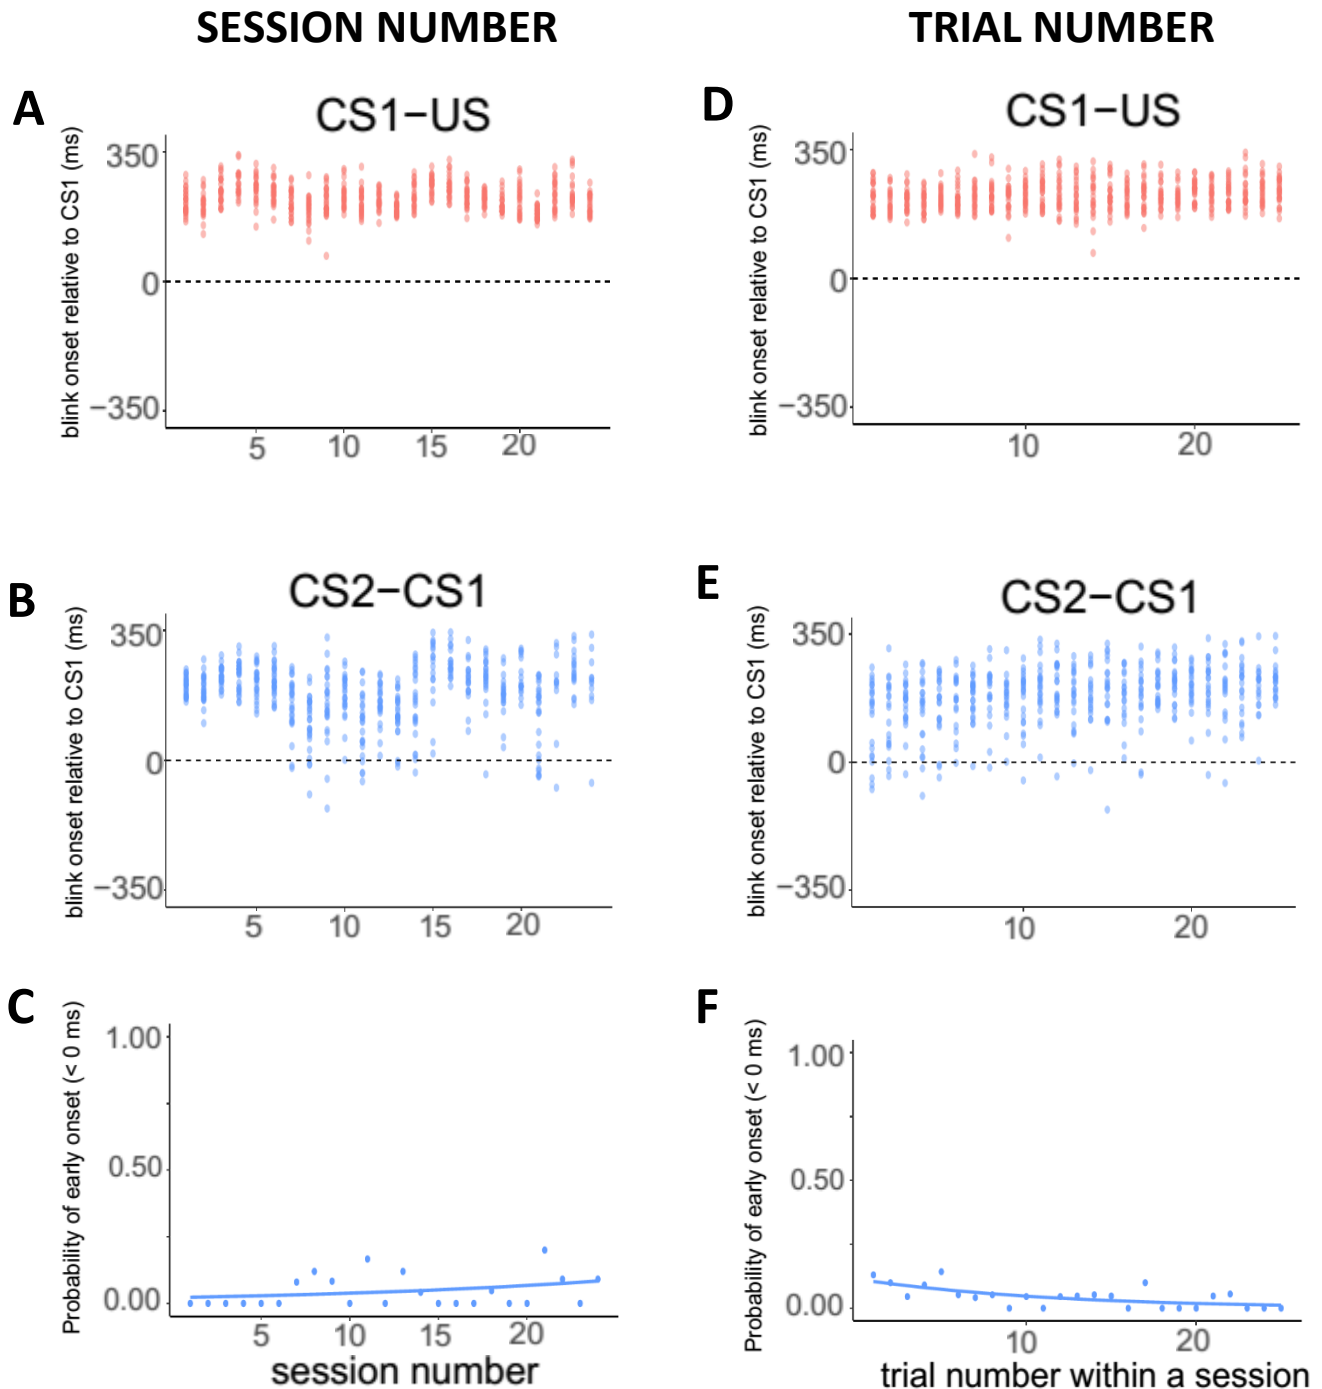 SESSION NUMBER
TRIAL NUMBER
A
CS1−US
blink onset relative to CS1 (ms)
350
0
−350
5
10
15
20
D
CS1−US
blink onset relative to CS1 (ms)
350
0
−350
10
20
B
CS2−CS1
blink onset relative to CS1 (ms)
350
0
−350
5
10
15
20
E
CS2−CS1
blink onset relative to CS1 (ms)
350
0
−350
10
20
C
Probability of early onset (< 0 ms)
1.00
0.50
0.00
5
10
15
20
session number
F
Probability of early onset (< 0 ms)
1.00
0.50
0.00
10
20
trial number within a session